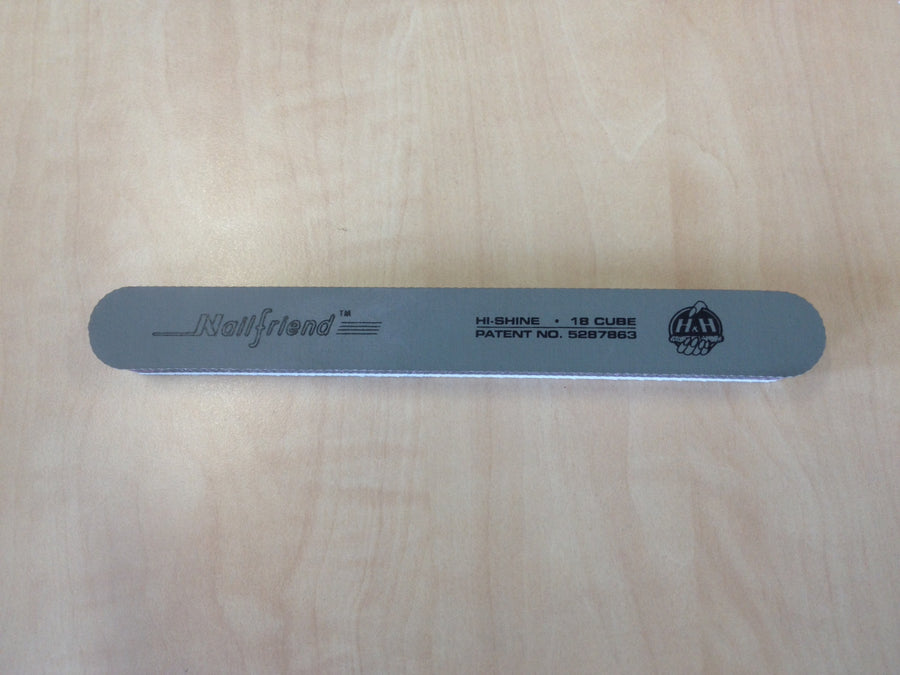 Nailfriend™
HI-SHINE • 18 CUBE
PATENT NO. 5287863
H&H